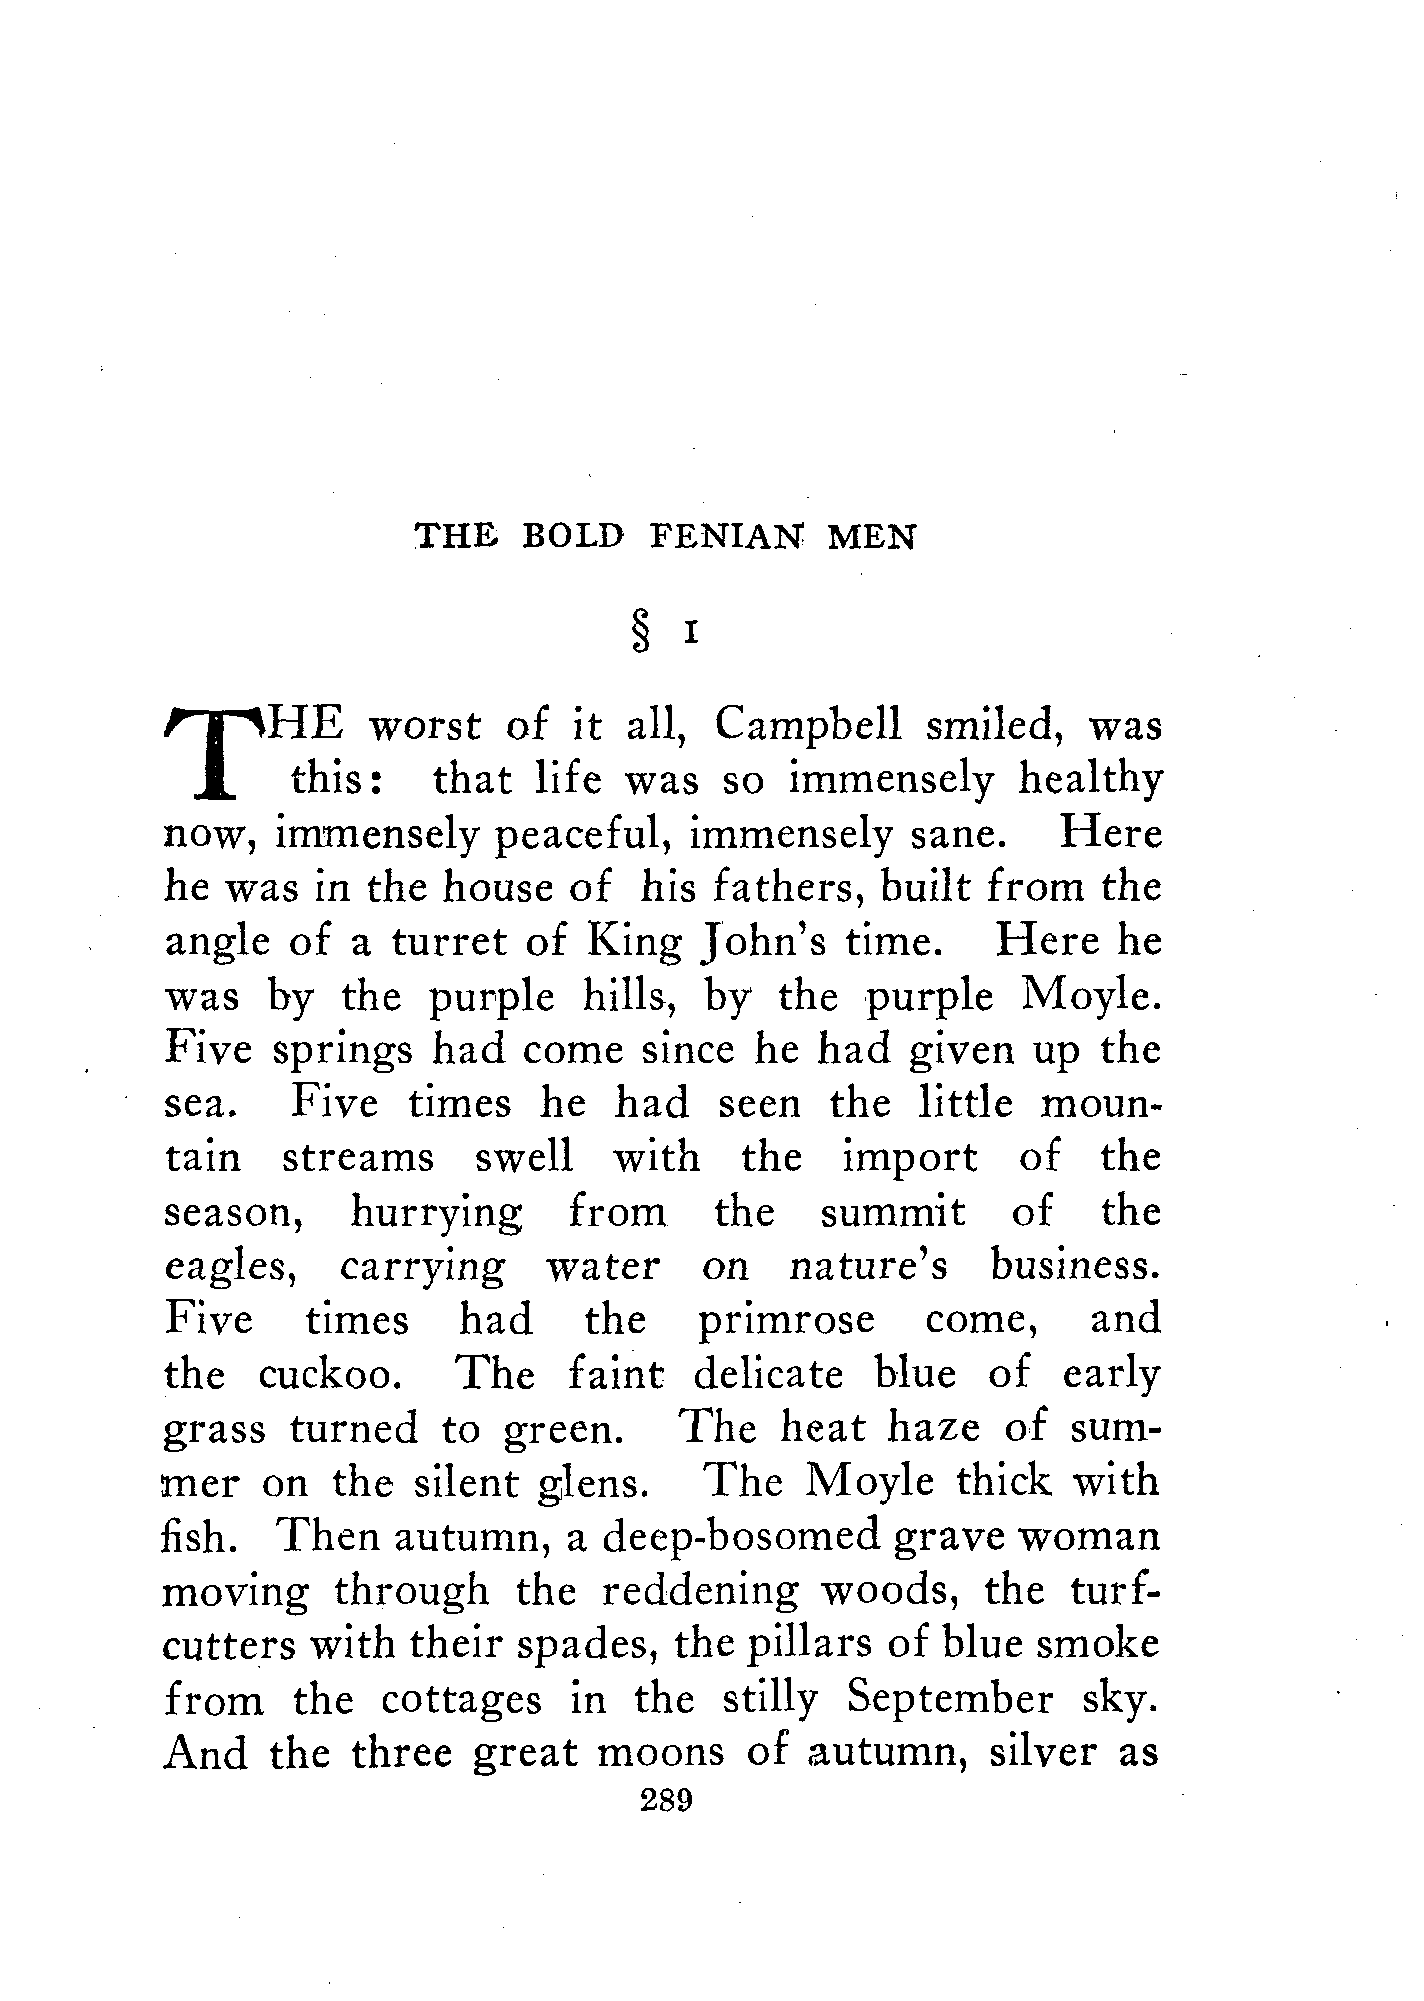 THE BOLD FENIAN MEN
§ I
THE worst of it all, Campbell smiled, was
this: that life was so immensely healthy
now, immensely peaceful, immensely sane. Here
he was in the house of his fathers, built from the
angle of a turret of King John's time. Here he
was by the purple hills, by the purple Moyle.
Five springs had come since he had given up the
sea. Five times he had seen the little moun-
tain streams swell with the import of the
season, hurrying from the summit of the
eagles, carrying water on nature's business.
Five times had the primrose come, and
the cuckoo. The faint delicate blue of early
grass turned to green. The heat haze of sum-
mer on the silent glens. The Moyle thick with
fish. Then autumn, a deep-bosomed grave woman
moving through the reddening woods, the turf-
cutters with their spades, the pillars of blue smoke
from the cottages in the stilly September sky.
And the three great moons of autumn, silver as
289